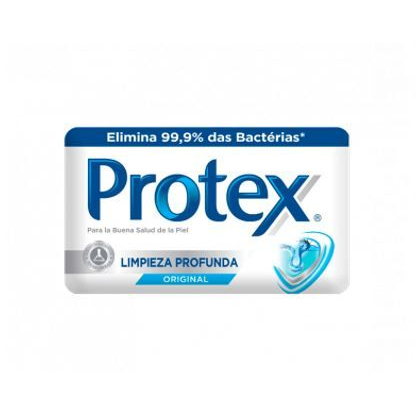 Elimina 99,9% das Bactérias*
Protex®
Para la Buena Salud de la Piel
LIMPIEZA PROFUNDA
ORIGINAL